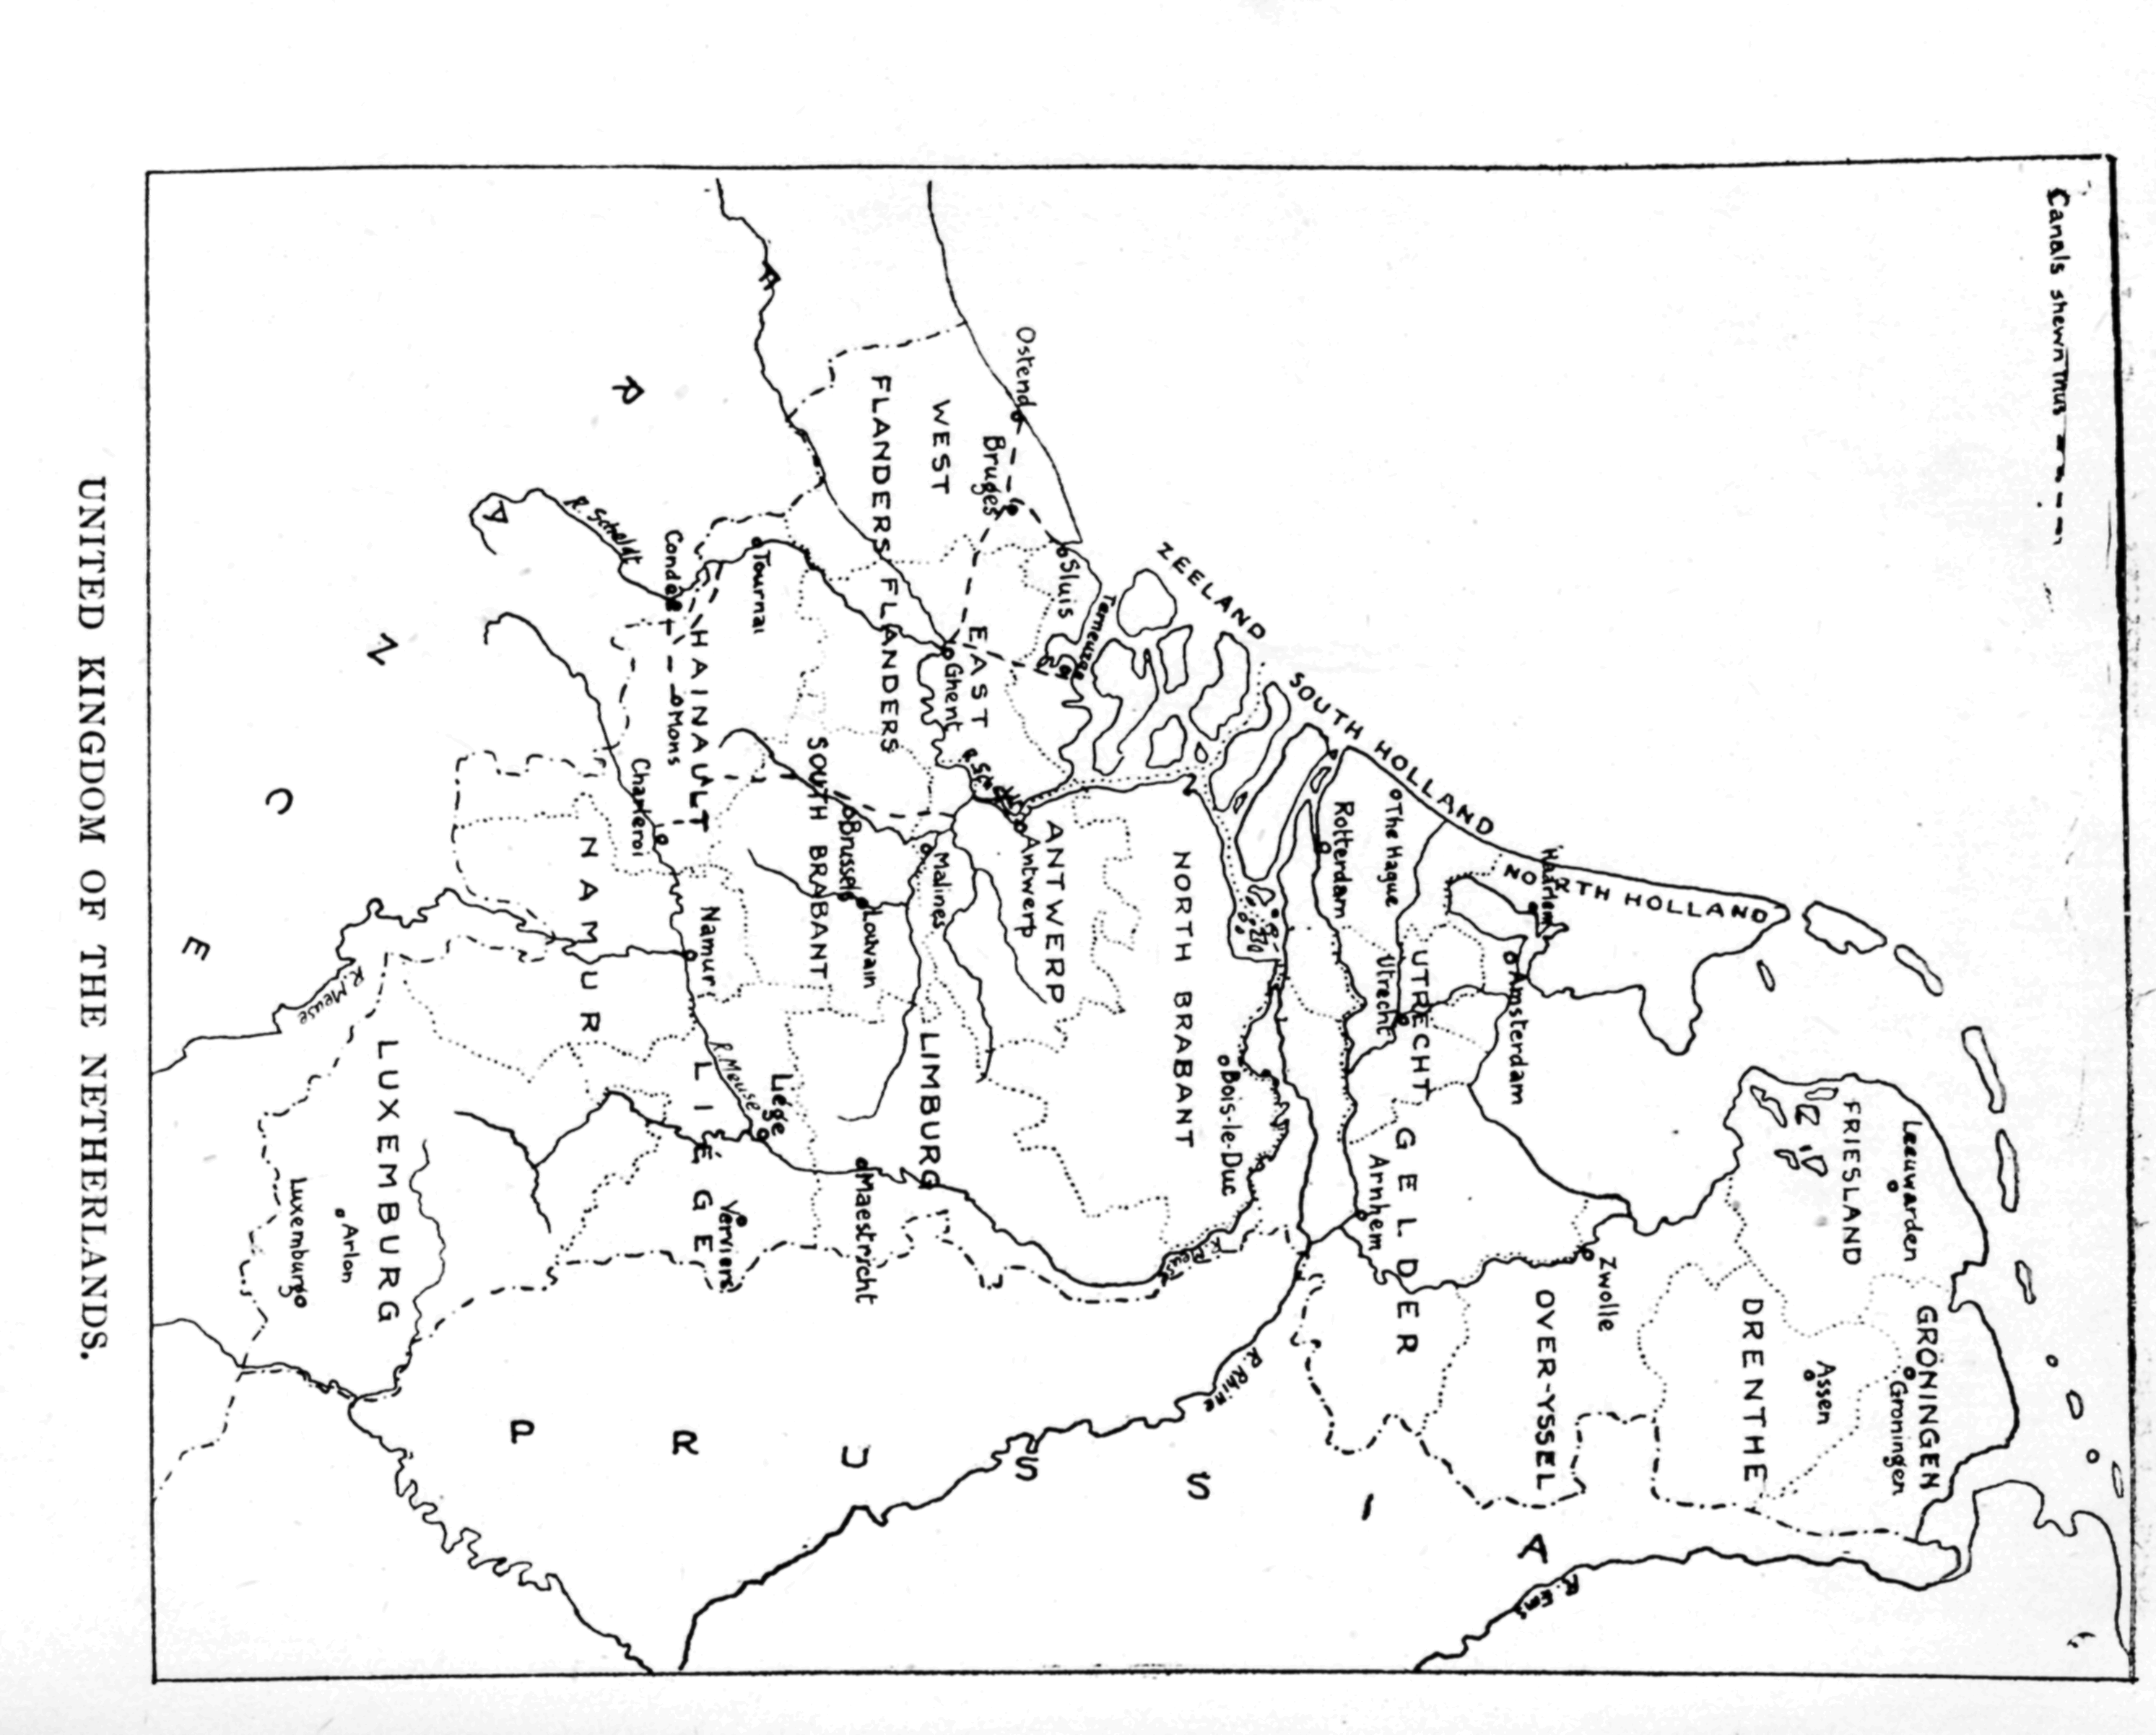 Canals shewn thus
GRONINGEN
Groningen
Leeuwarden
FRIESLAND
Assen
DRENTHE
Zwolle
OVER-YSSEL
NORTH HOLLAND
Haarlem
Amsterdam
SOUTH HOLLAND
The Hague
UTRECHT
Utrecht
GELDER
Arnhem
Rotterdam
ZEELAND
NORTH BRABANT
Bois-le-Duc
R. Rhine
R. Ems
Ostend
Bruges
Sluis
Terneuzen
WEST
FLANDERS
EAST
FLANDERS
Ghent
ANTWERP
Antwerp
Malines
LIMBURG
Maestricht
SOUTH BRABANT
Brussels
Louvain
Tournai
Condé
R. Scheldt
HAINAULT
Mons
Charleroi
Namur
NAMUR
LIEGE
Liége
R. Meuse
Verviers
R. Meuse
LUXEMBURG
Arlon
Luxemburg
FRANCE
PRUSSIA
UNITED KINGDOM OF THE NETHERLANDS.